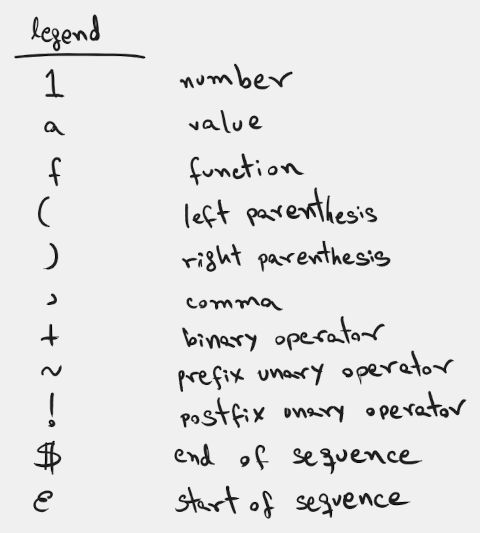 legend
1 number
a value
f function
( left parenthesis
) right parenthesis
, comma
+ binary operator
~ prefix unary operator
! postfix unary operator
$ end of sequence
ε start of sequence